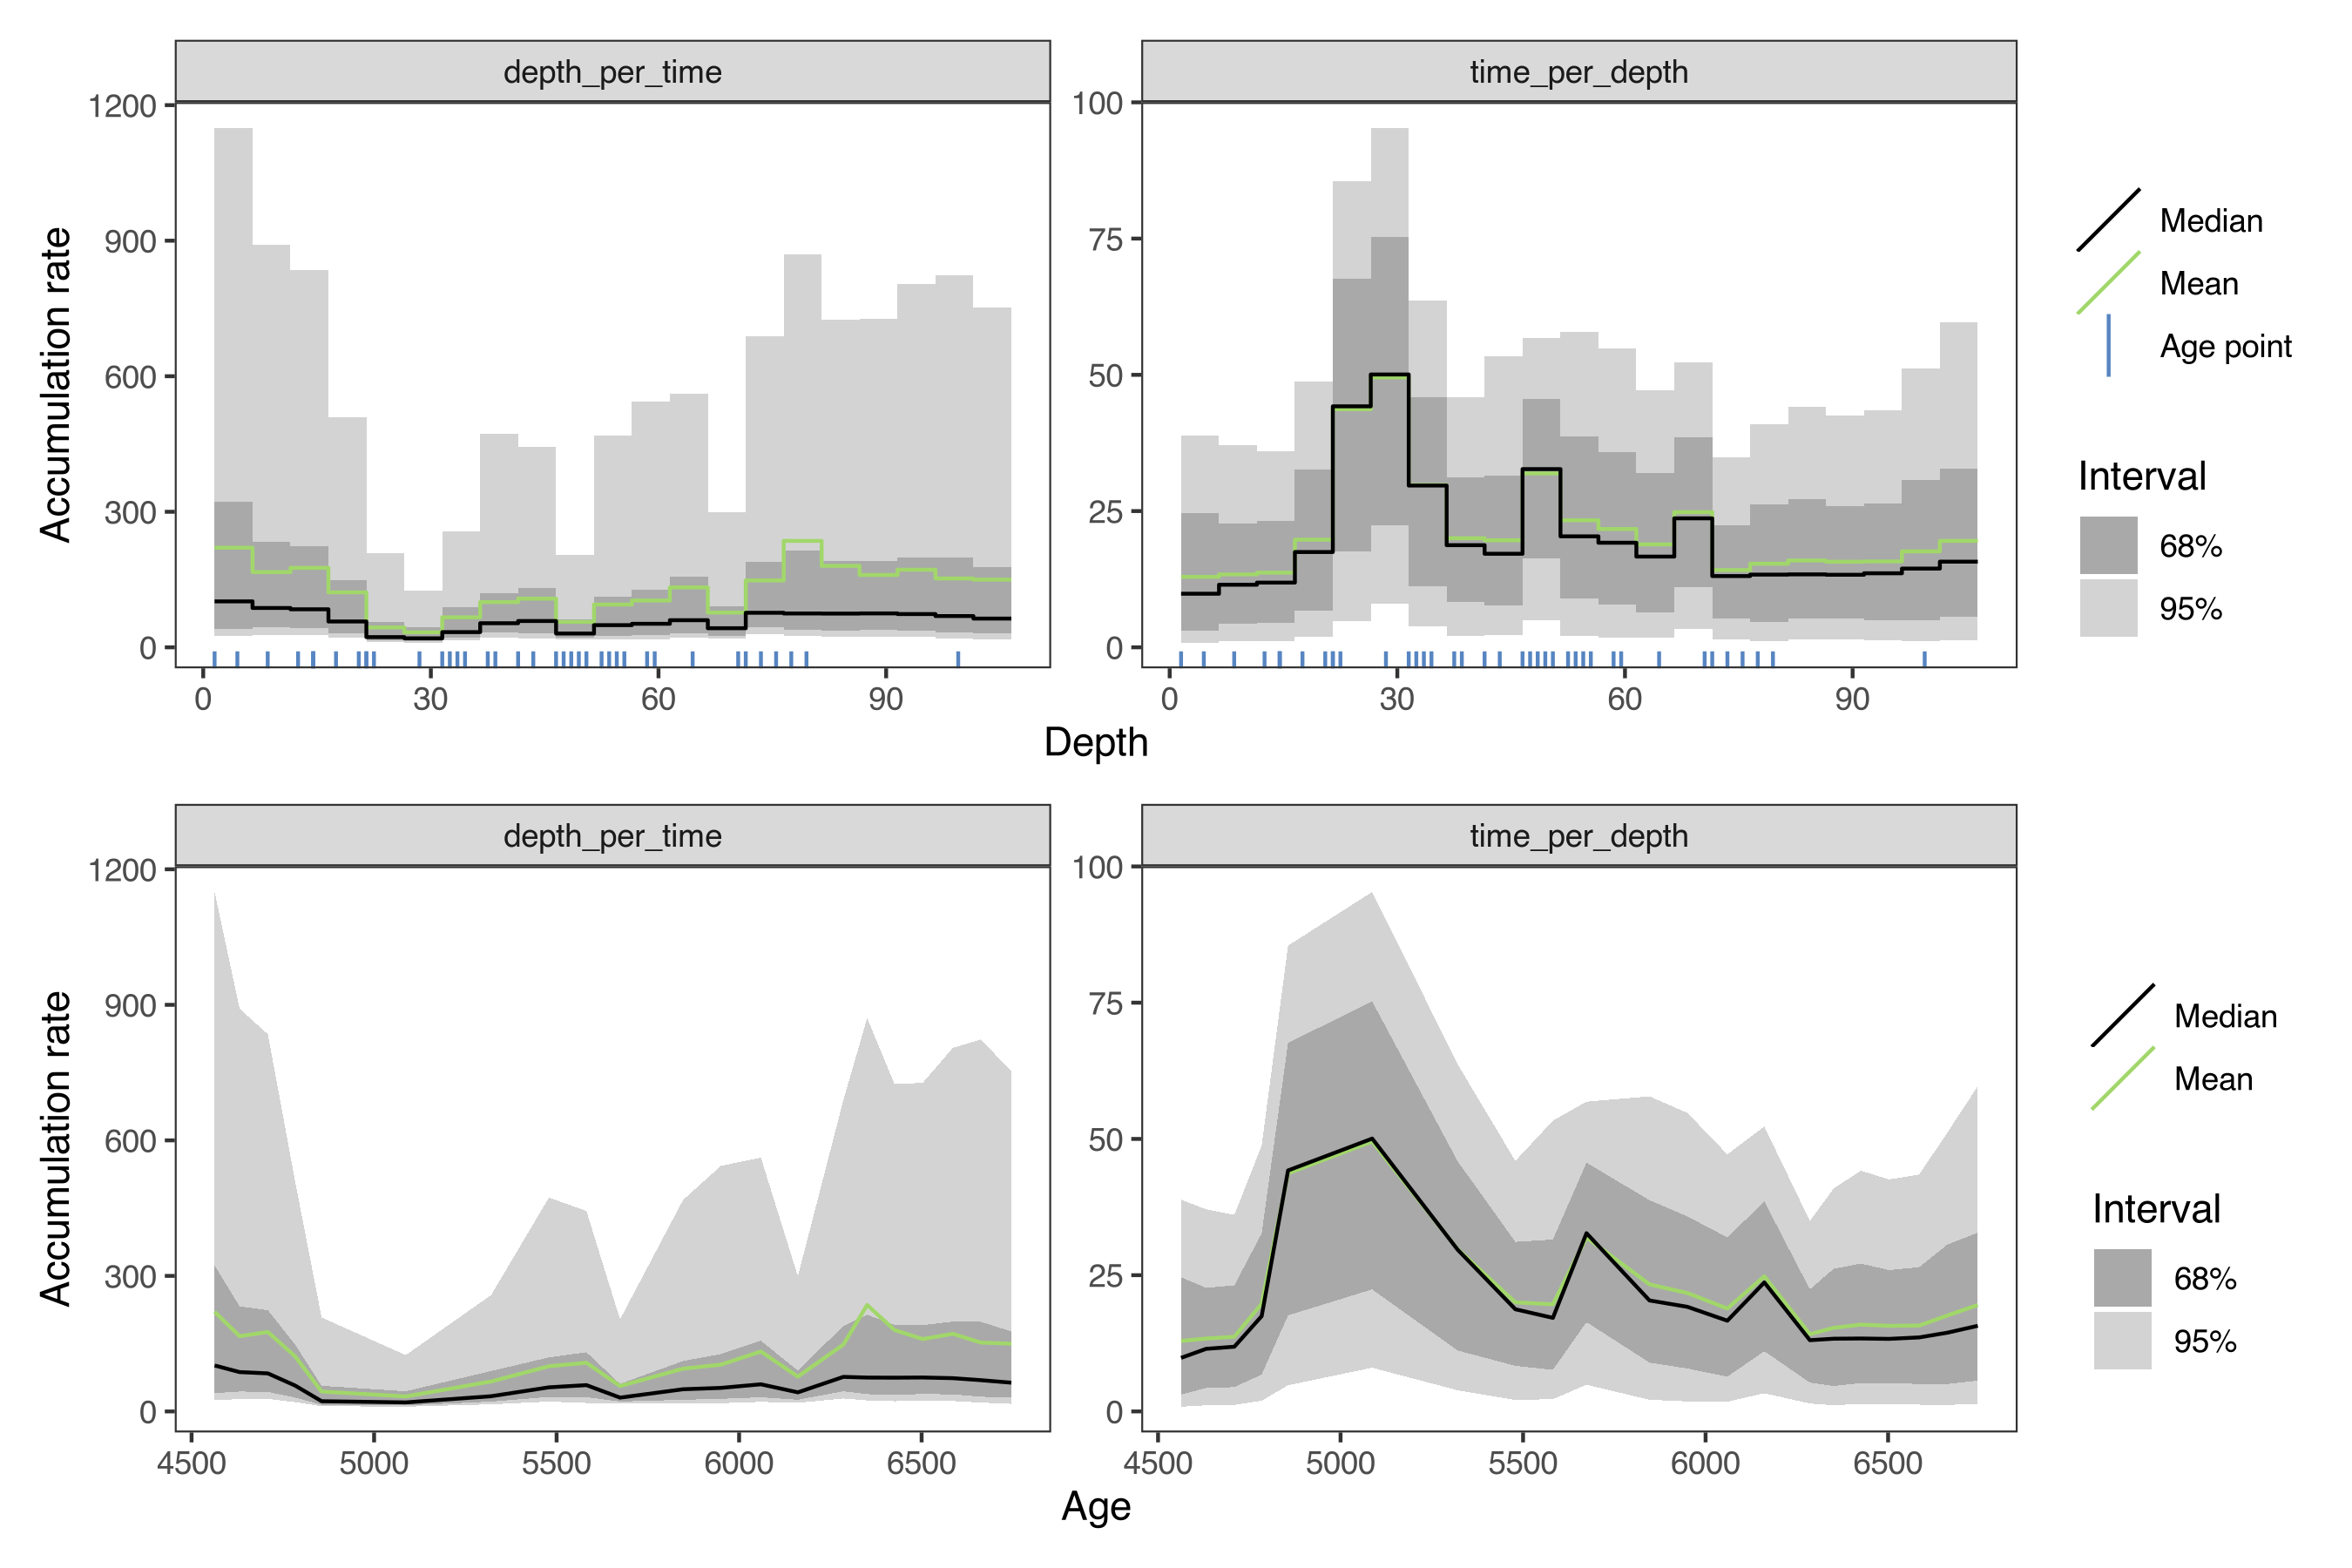 depth_per_time
time_per_depth
1200
900
600
300
0
100
75
50
25
0
Accumulation rate
0 30 60 90
0 30 60 90
Depth
Median
Mean
Age point
Interval
68%
95%
depth_per_time
time_per_depth
1200
900
600
300
0
100
75
50
25
0
Accumulation rate
4500 5000 5500 6000 6500
4500 5000 5500 6000 6500
Age
Median
Mean
Interval
68%
95%